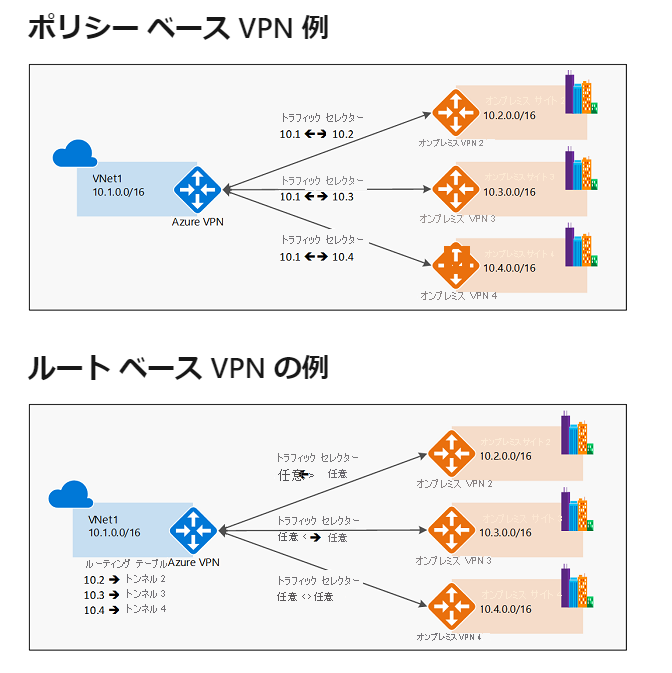 ポリシー ベース VPN 例
オンプレミス サイト 2
トラフィック セレクター
10.1 ↔ 10.2
10.2.0.0/16
オンプレミスVPN 2
VNet1
10.1.0.0/16
Azure VPN
トラフィック セレクター
10.1 ↔ 10.3
オンプレミス サイト 3
10.3.0.0/16
オンプレミス VPN 3
トラフィック セレクター
10.1 ↔ 10.4
オンプレミスサイト 4
10.4.0.0/16
オンプレミス VPN 4
ルート ベース VPN の例
オンプレミスサイト 2
トラフィック セレクター
任意 任意
10.2.0.0/16
オンプレミス VPN 2
VNet1
10.1.0.0/16
ルーティング テーブル
Azure VPN
10.2 → トンネル 2
10.3 → トンネル 3
10.4 → トンネル 4
トラフィック セレクター
任意 < → 任意
10.3.0.0/16
オンプレミス VPN 3
トラフィック セレクター
任意 <> 任意
オンプレミス サイト
10.4.0.0/16
オンプレミスVPN 4